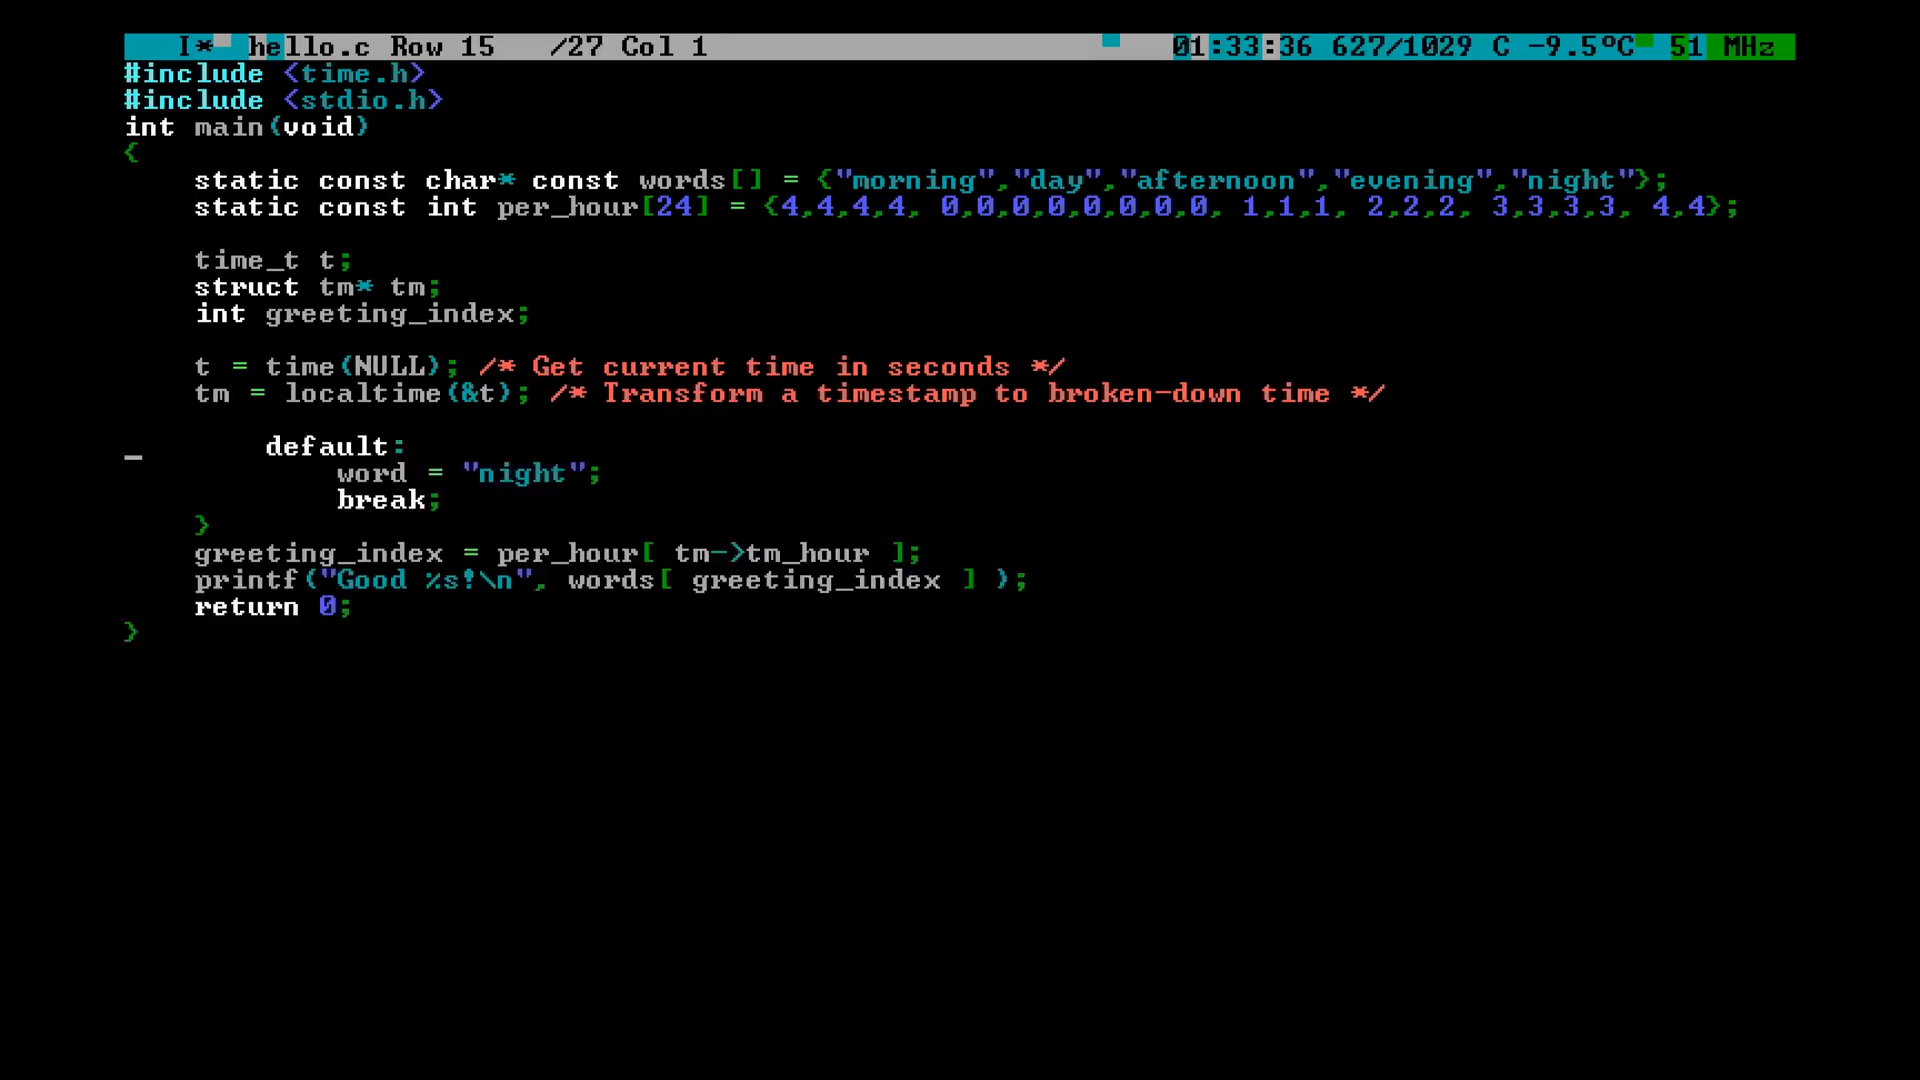 I* hello.c Row 15 /27 Col 1 01:33:36 627/1029 C -9.5ºC 51 MHz
#include <time.h>
#include <stdio.h>
int main(void)
{
    static const char* const words[] = {"morning","day","afternoon","evening","night"};
    static const int per_hour[24] = {4,4,4,4, 0,0,0,0,0,0,0,0, 1,1,1, 2,2,2, 3,3,3,3, 4,4};
    time_t t;
    struct tm* tm;
    int greeting_index;
    t = time(NULL); /* Get current time in seconds */
    tm = localtime(&t); /* Transform a timestamp to broken-down time */
        default:
            word = "night";
            break;
    }
    greeting_index = per_hour[ tm->tm_hour ];
    printf("Good %s!\n", words[ greeting_index ] );
    return 0;
}